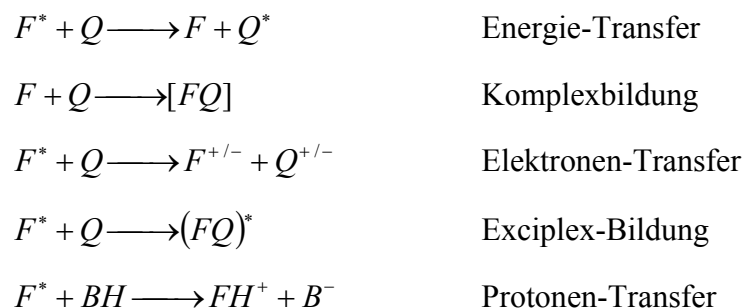 F* + Q ⟶ F + Q* Energie-Transfer
F + Q ⟶ [FQ] Komplexbildung
F* + Q ⟶ F⁺/⁻ + Q⁺/⁻ Elektronen-Transfer
F* + Q ⟶ (FQ)* Exciplex-Bildung
F* + BH ⟶ FH⁺ + B⁻ Protonen-Transfer